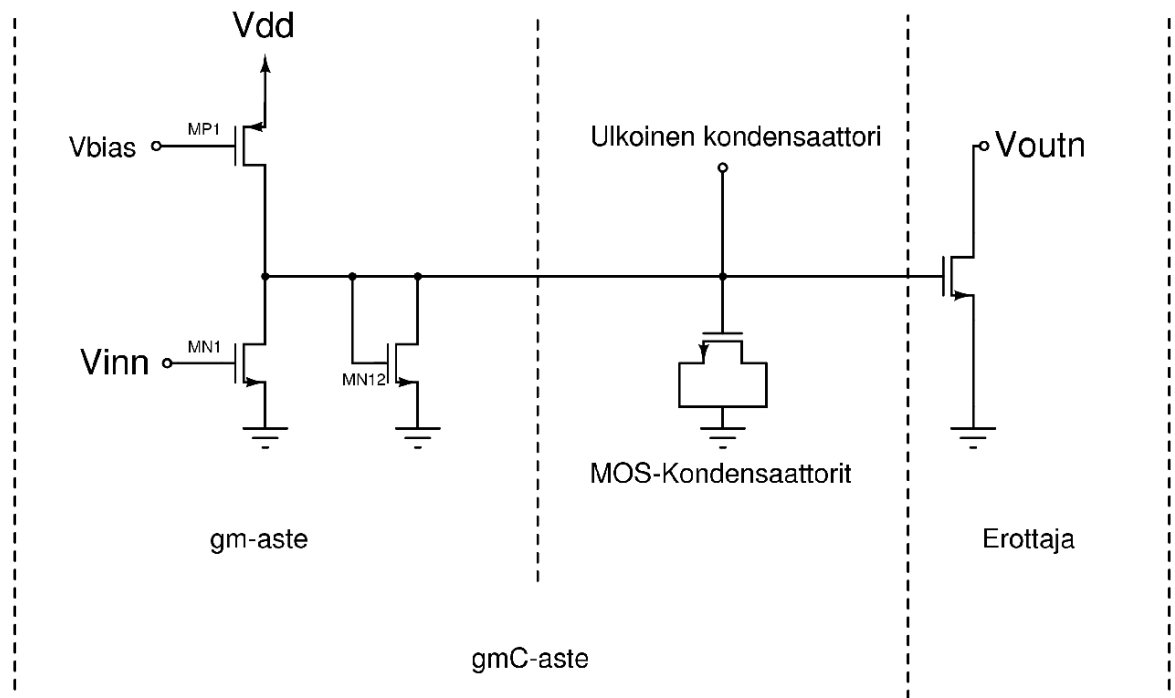 Vdd
MP1
Vbias
Ulkoinen kondensaattori
Voutn
MN1
Vinn
MN12
MOS-Kondensaattorit
gm-aste
Erottaja
gmC-aste